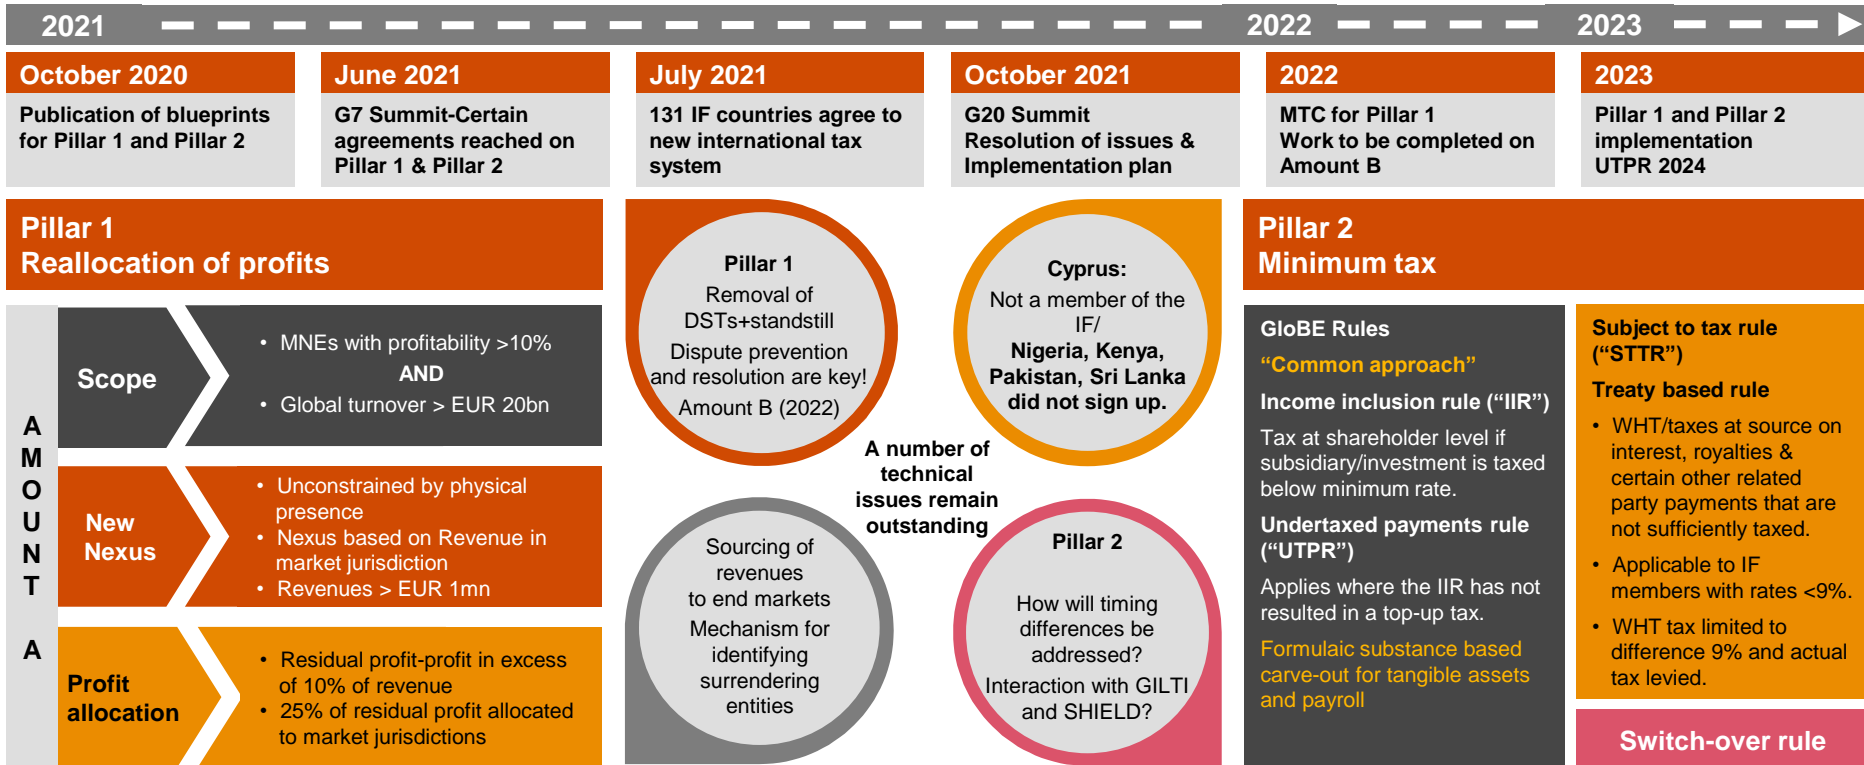 2021
2022
2023
October 2020
Publication of blueprints
for Pillar 1 and Pillar 2
June 2021
G7 Summit-Certain
agreements reached on
Pillar 1 & Pillar 2
July 2021
131 IF countries agree to
new international tax
system
October 2021
G20 Summit
Resolution of issues &
Implementation plan
2022
MTC for Pillar 1
Work to be completed on
Amount B
2023
Pillar 1 and Pillar 2
implementation
UTPR 2024
Pillar 1
Reallocation of profits
AMOUNT A
Scope
• MNEs with profitability >10%
AND
• Global turnover > EUR 20bn
New
Nexus
• Unconstrained by physical
presence
• Nexus based on Revenue in
market jurisdiction
• Revenues > EUR 1mn
Profit
allocation
• Residual profit-profit in excess
of 10% of revenue
• 25% of residual profit allocated
to market jurisdictions
Pillar 1
Removal of
DSTs+standstill
Dispute prevention
and resolution are key!
Amount B (2022)
Cyprus:
Not a member of the
IF/
Nigeria, Kenya,
Pakistan, Sri Lanka
did not sign up.
A number of
technical
issues remain
outstanding
Sourcing of
revenues
to end markets
Mechanism for
identifying
surrendering
entities
Pillar 2
How will timing
differences be
addressed?
Interaction with GILTI
and SHIELD?
Pillar 2
Minimum tax
GloBE Rules
“Common approach”
Income inclusion rule (“IIR”)
Tax at shareholder level if
subsidiary/investment is taxed
below minimum rate.
Undertaxed payments rule
(“UTPR”)
Applies where the IIR has not
resulted in a top-up tax.
Formulaic substance based
carve-out for tangible assets
and payroll
Subject to tax rule
(“STTR”)
Treaty based rule
• WHT/taxes at source on
interest, royalties &
certain other related
party payments that are
not sufficiently taxed.
• Applicable to IF
members with rates <9%.
• WHT tax limited to
difference 9% and actual
tax levied.
Switch-over rule